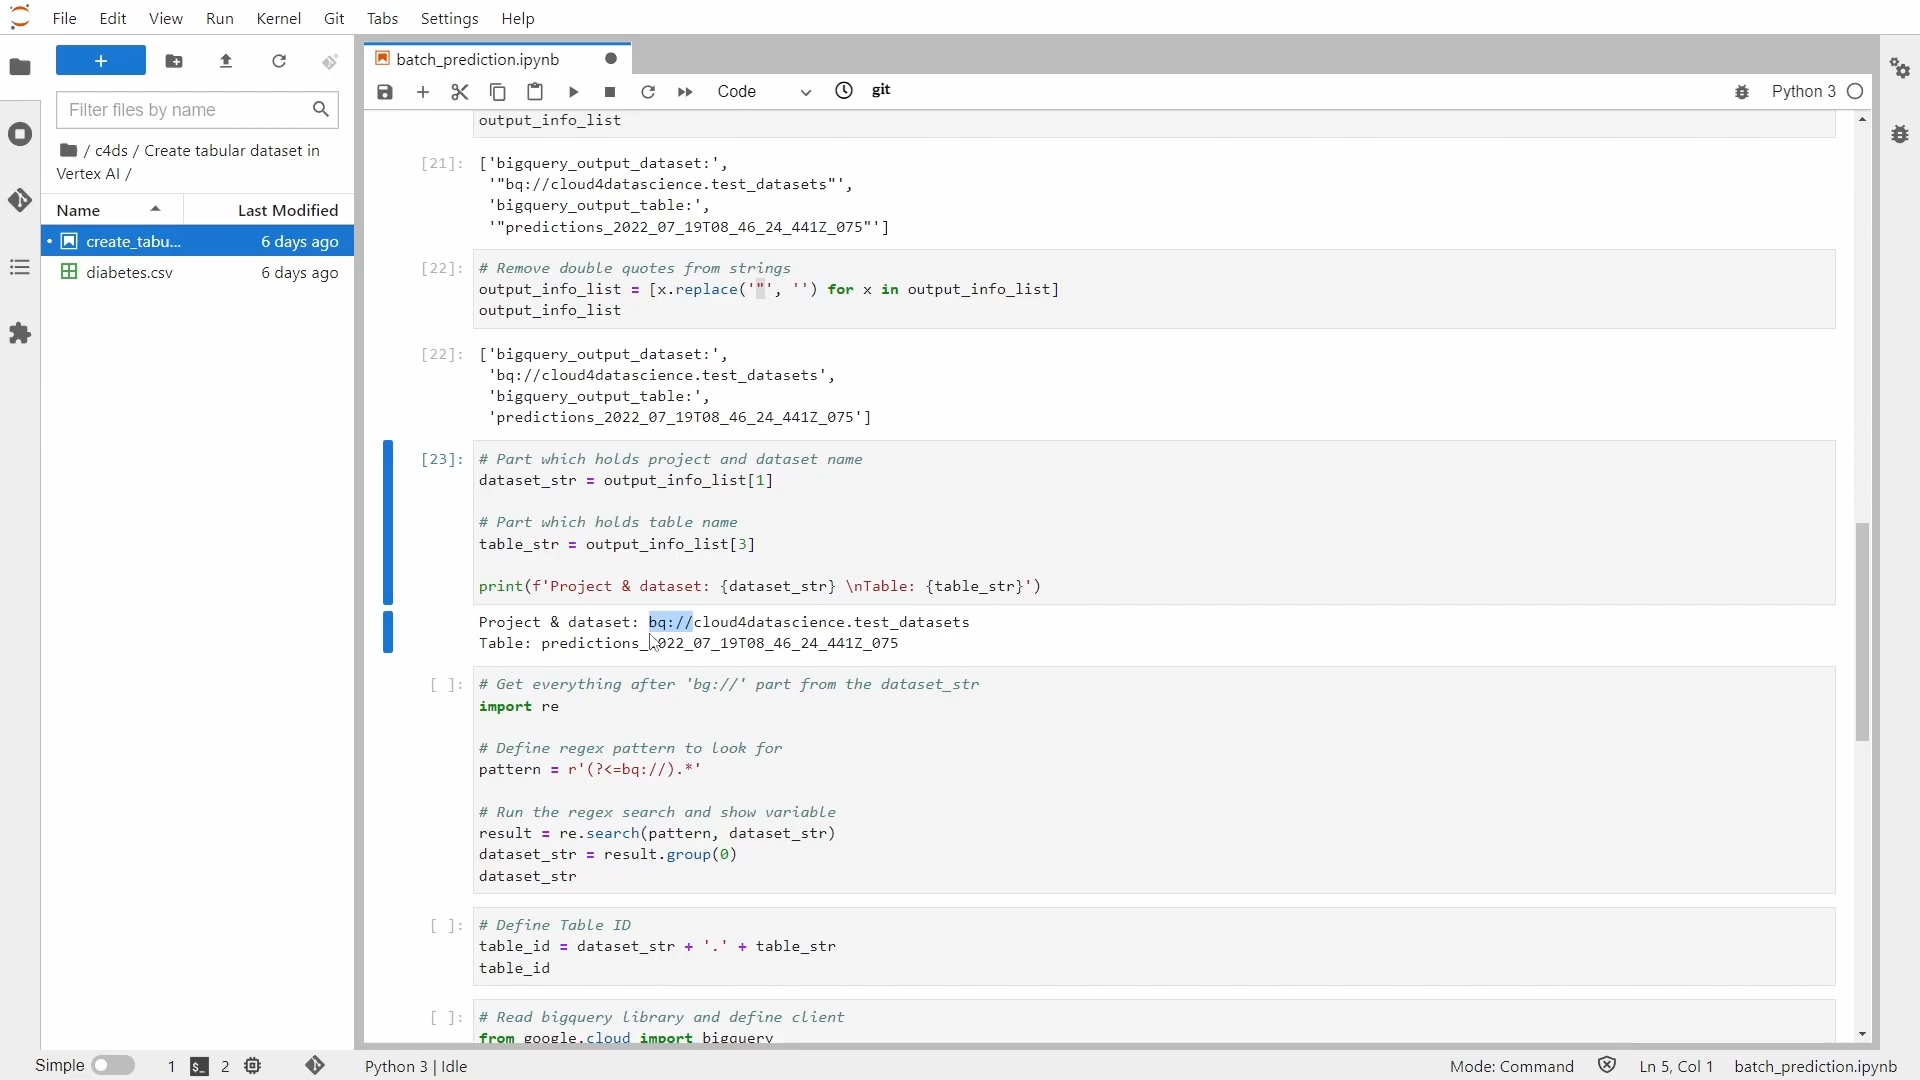 File Edit View Run Kernel Git Tabs Settings Help
+
batch_prediction.ipynb
Code git Python 3
Filter files by name
/ c4ds / Create tabular dataset in
Vertex AI /
Name Last Modified
create_tabu... 6 days ago
diabetes.csv 6 days ago
output_info_list
[21]: ['bigquery_output_dataset:',
'"bq://cloud4datascience.test_datasets"',
'bigquery_output_table:',
'"predictions_2022_07_19T08_46_24_441Z_075"']
[22]: # Remove double quotes from strings
output_info_list = [x.replace('"', '') for x in output_info_list]
output_info_list
[22]: ['bigquery_output_dataset:',
'bq://cloud4datascience.test_datasets',
'bigquery_output_table:',
'predictions_2022_07_19T08_46_24_441Z_075']
[23]: # Part which holds project and dataset name
dataset_str = output_info_list[1]
# Part which holds table name
table_str = output_info_list[3]
print(f'Project & dataset: {dataset_str} \nTable: {table_str}')
Project & dataset: bq://cloud4datascience.test_datasets
Table: predictions_2022_07_19T08_46_24_441Z_075
[ ]: # Get everything after 'bg://' part from the dataset_str
import re
# Define regex pattern to look for
pattern = r'(?<=bq://).*'
# Run the regex search and show variable
result = re.search(pattern, dataset_str)
dataset_str = result.group(0)
dataset_str
[ ]: # Define Table ID
table_id = dataset_str + '.' + table_str
table_id
[ ]: # Read bigquery library and define client
from google.cloud import bigquery
Simple 1 $_ 2 Python 3 | Idle Mode: Command Ln 5, Col 1 batch_prediction.ipynb